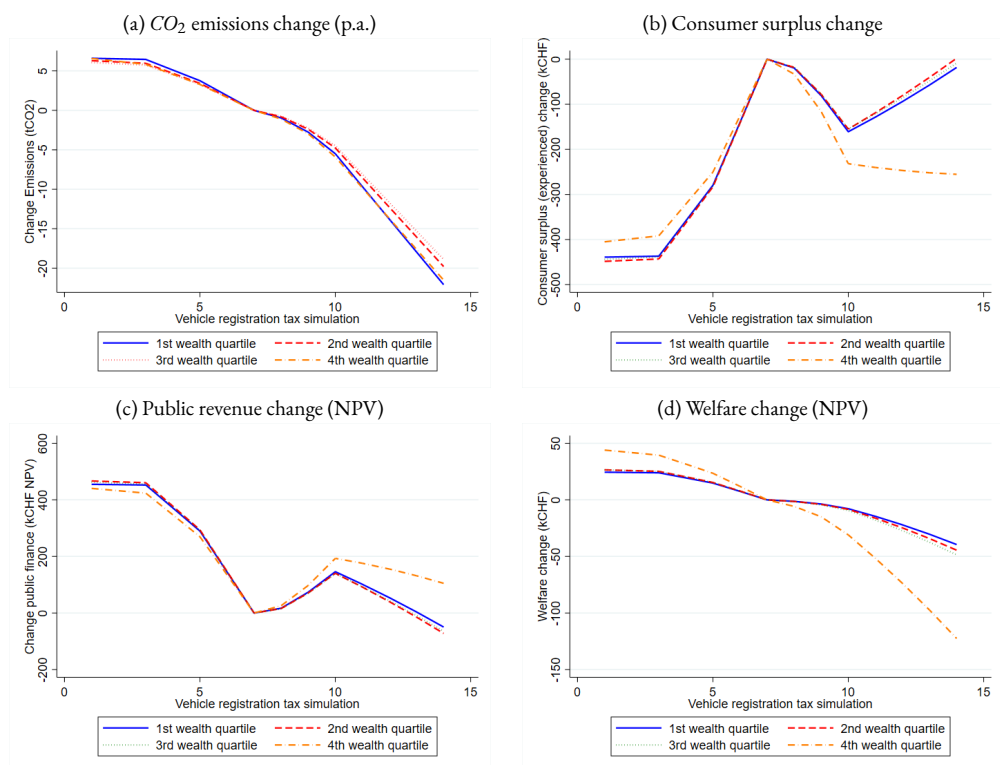 (a) CO2 emissions change (p.a.)
Change Emissions (tCO2)
5
0
-5
-10
-15
-20
0 5 10 15
Vehicle registration tax simulation
1st wealth quartile 2nd wealth quartile
3rd wealth quartile 4th wealth quartile
(b) Consumer surplus change
Consumer surplus (experienced) change (kCHF)
0
-100
-200
-300
-400
-500
0 5 10 15
Vehicle registration tax simulation
1st wealth quartile 2nd wealth quartile
3rd wealth quartile 4th wealth quartile
(c) Public revenue change (NPV)
Change public finance (kCHF NPV)
600
400
200
0
-200
0 5 10 15
Vehicle registration tax simulation
1st wealth quartile 2nd wealth quartile
3rd wealth quartile 4th wealth quartile
(d) Welfare change (NPV)
Welfare change (kCHF)
50
0
-50
-100
-150
0 5 10 15
Vehicle registration tax simulation
1st wealth quartile 2nd wealth quartile
3rd wealth quartile 4th wealth quartile